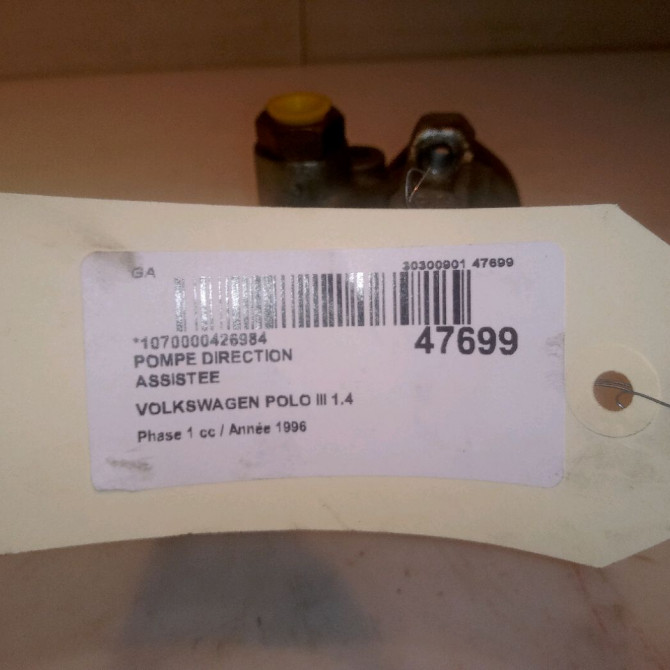 GA
30300901 47699
*1070000426984
47699
POMPE DIRECTION
ASSISTEE
VOLKSWAGEN POLO III 1.4
Phase 1 cc / Année 1996